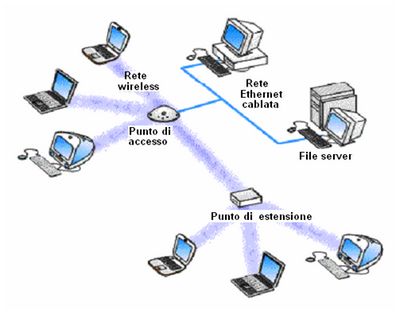 Rete
wireless
Rete
Ethernet
cablata
Punto di
accesso
File server
Punto di estensione